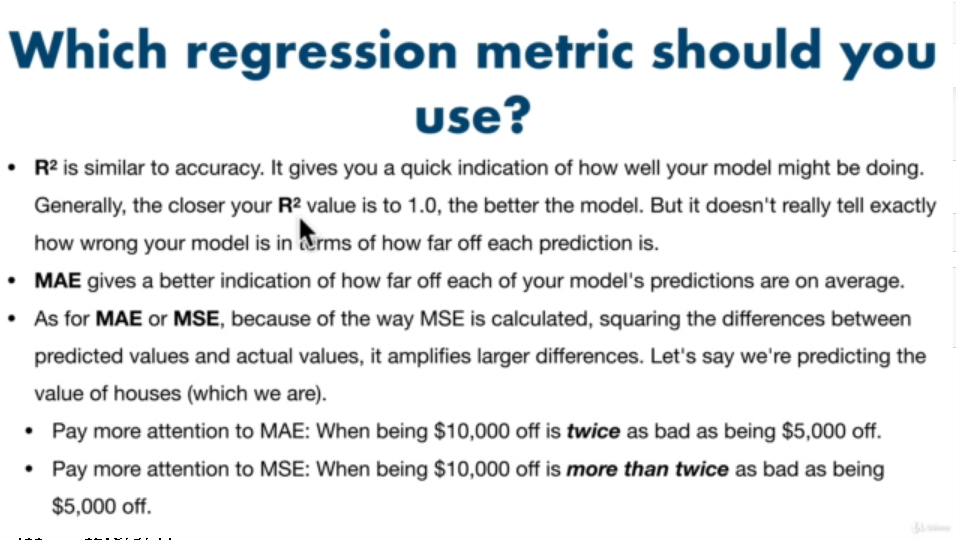 Which regression metric should you
use?
• R² is similar to accuracy. It gives you a quick indication of how well your model might be doing.
Generally, the closer your R² value is to 1.0, the better the model. But it doesn't really tell exactly
how wrong your model is in terms of how far off each prediction is.
• MAE gives a better indication of how far off each of your model's predictions are on average.
• As for MAE or MSE, because of the way MSE is calculated, squaring the differences between
predicted values and actual values, it amplifies larger differences. Let's say we're predicting the
value of houses (which we are).
• Pay more attention to MAE: When being $10,000 off is twice as bad as being $5,000 off.
• Pay more attention to MSE: When being $10,000 off is more than twice as bad as being
$5,000 off.